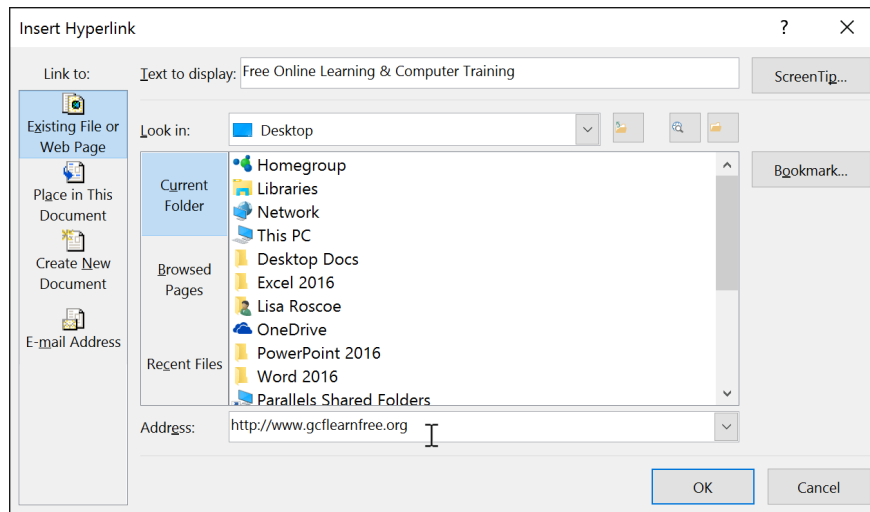 Insert Hyperlink
?
Link to:
Text to display:
Free Online Learning & Computer Training
ScreenTip...
Existing File or
Web Page
Place in This
Document
Create New
Document
E-mail Address
Look in:
Desktop
Bookmark...
Current
Folder
Browsed
Pages
Recent Files
Homegroup
Libraries
Network
This PC
Desktop Docs
Excel 2016
Lisa Roscoe
OneDrive
PowerPoint 2016
Word 2016
Parallels Shared Folders
Address:
http://www.gcflearnfree.org
OK
Cancel